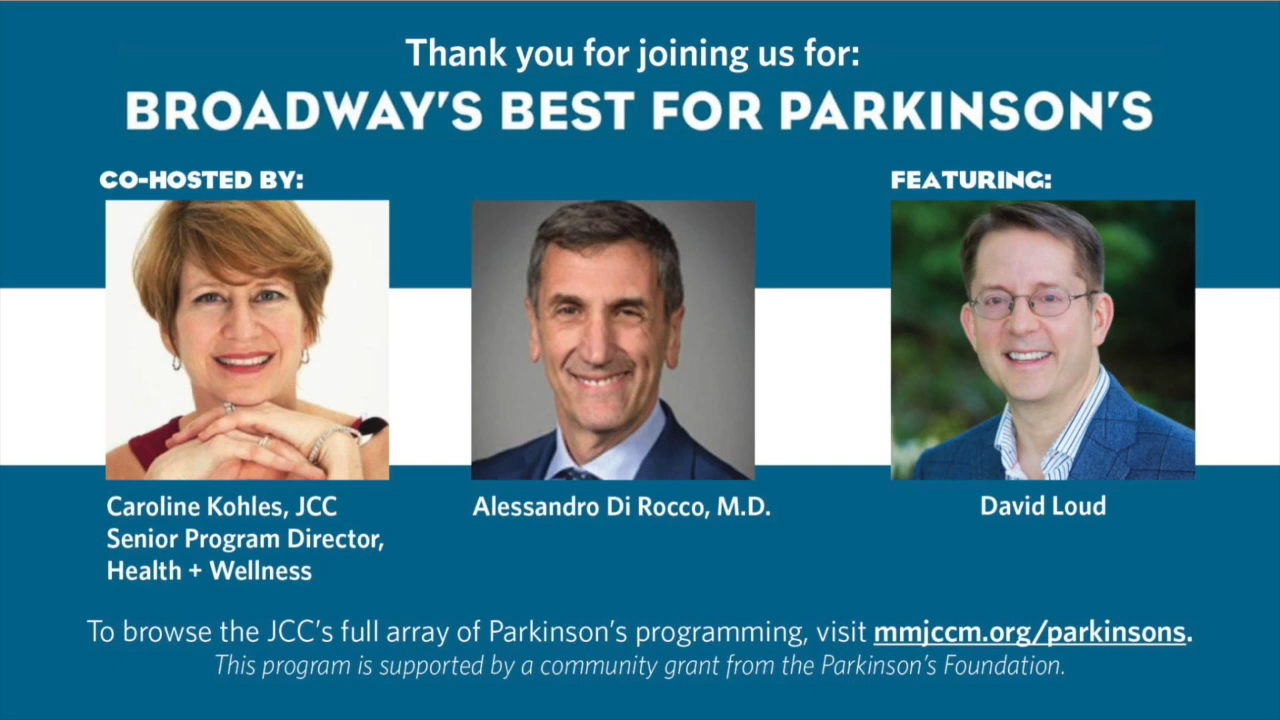 Thank you for joining us for:
BROADWAY'S BEST FOR PARKINSON'S
CO-HOSTED BY:
FEATURING:
Caroline Kohles, JCC
Senior Program Director,
Health + Wellness
Alessandro Di Rocco, M.D.
David Loud
To browse the JCC's full array of Parkinson's programming, visit mmjccm.org/parkinsons.
This program is supported by a community grant from the Parkinson's Foundation.